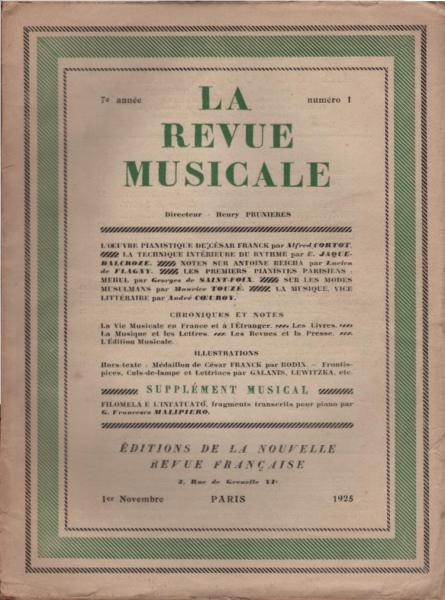 7e année
numéro 1
LA
REVUE
MUSICALE
Directeur · Henry PRUNIERES
L'ŒUVRE PIANISTIQUE DE CÉSAR FRANCK par Alfred CORTOT.
LA TECHNIQUE INTÉRIEURE DU RYTHME par E. JAQUE-
DALCROZE. NOTES SUR ANTOINE REICHA par Lucien
de FLAGNY. LES PREMIERS PIANISTES PARISIENS :
MEHUL par Georges de SAINT-FOIX. SUR LES MODES
MUSULMANS par Maurice TOUZÉ. LA MUSIQUE, VICE
LITTÉRAIRE par André CŒUROY.
CHRONIQUES ET NOTES
La Vie Musicale en France et à l'Étranger. Les Livres.
La Musique et les Lettres. Les Revues et la Presse.
L'Édition Musicale.
ILLUSTRATIONS
Hors-texte : Médaillon de César FRANCK par RODIN. — Frontis-
pices, Culs-de-lampe et Lettrines par GALANIS, LEWITZKA, etc.
SUPPLÉMENT MUSICAL
FILOMELA E L'INFATUATO, fragments transcrits pour piano par
G. Francesco MALIPIERO.
ÉDITIONS DE LA NOUVELLE
REVUE FRANÇAISE
3, Rue de Grenelle VIe
1er Novembre PARIS 1925